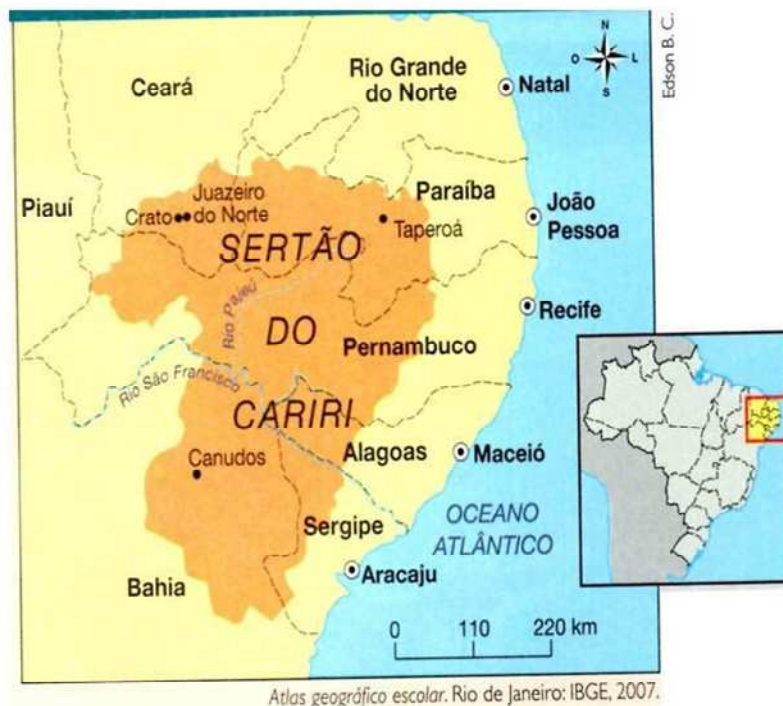 N
O
L
S
Edson B. C.
Ceará
Rio Grande
do Norte
Natal
Piauí
Juazeiro
do Norte
Crato
Paraíba
Taperoá
João
Pessoa
SERTÃO
Rio Pajeú
Recife
DO
Pernambuco
Rio São Francisco
CARIRI
Canudos
Alagoas
Maceió
Sergipe
OCEANO
ATLÂNTICO
Bahia
Aracaju
0 110 220 km
Atlas geográfico escolar. Rio de Janeiro: IBGE, 2007.